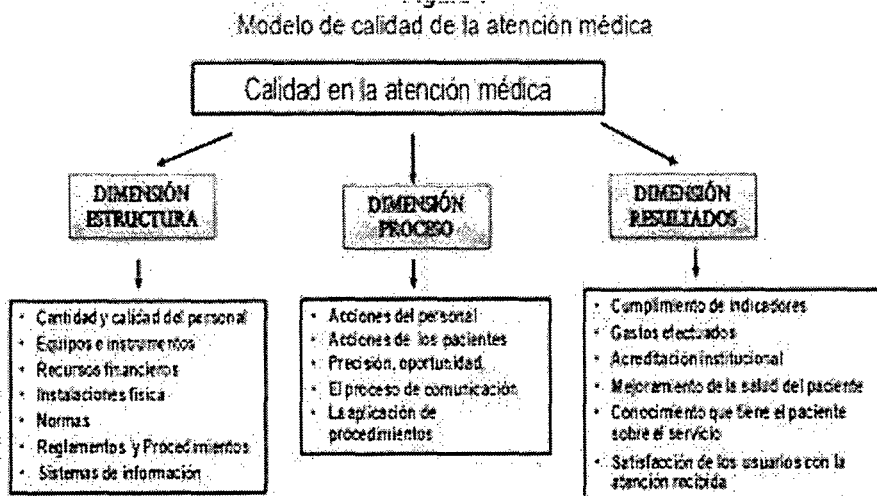 Modelo de calidad de la atención médica
Calidad en la atención médica
DIMENSIÓN
ESTRUCTURA
DIMENSIÓN
PROCESO
DIMENSIÓN
RESULTADOS
• Cantidad y calidad del personal
• Equipos e instrumentos
• Recursos financieros
• Instalaciones física
• Normas
• Reglamentos y Procedimientos
• Sistemas de información
• Acciones del personal
• Acciones de los pacientes
• Precisión, oportunidad
• El proceso de comunicación
• La aplicación de
procedimientos
• Cumplimiento de indicadores
• Gastos efectuados
• Acreditación institucional
• Mejoramiento de la salud del paciente
• Conocimiento que tiene el paciente
sobre el servicio
• Satisfacción de los usuarios con la
atención recibida